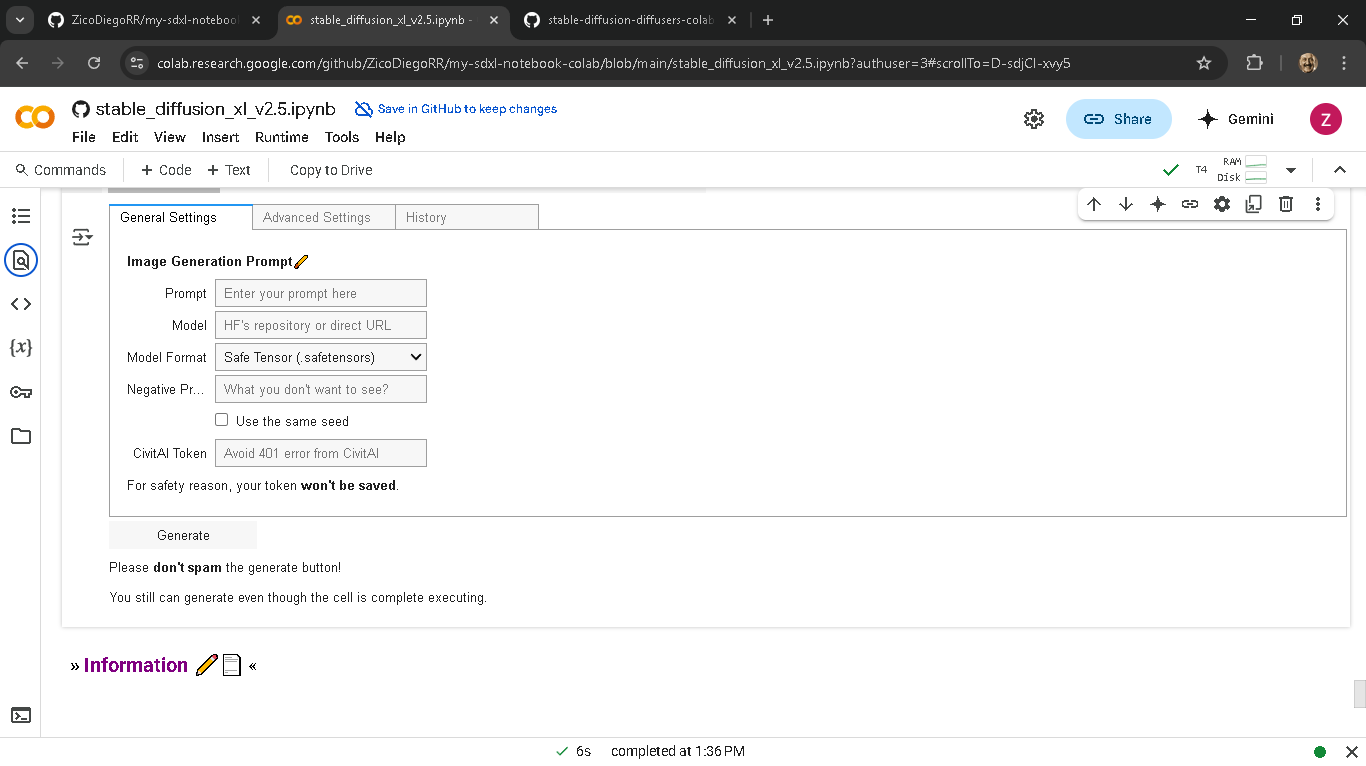 ZicoDiegoRR/my-sdxl-noteboo
stable_diffusion_xl_v2.5.ipynb -
stable-diffusion-diffusers-colab
colab.research.google.com/github/ZicoDiegoRR/my-sdxl-notebook-colab/blob/main/stable_diffusion_xl_v2.5.ipynb?authuser=3#scrollTo=D-sdjCl-xvy5
stable_diffusion_xl_v2.5.ipynb Save in GitHub to keep changes
File Edit View Insert Runtime Tools Help
Share Gemini Z
Commands + Code + Text Copy to Drive T4 RAM
Disk
General Settings Advanced Settings History
Image Generation Prompt
Prompt Enter your prompt here
Model HF's repository or direct URL
Model Format Safe Tensor (.safetensors)
Negative Pr... What you don't want to see?
Use the same seed
CivitAI Token Avoid 401 error from CivitAI
For safety reason, your token won't be saved.
Generate
Please don't spam the generate button!
You still can generate even though the cell is complete executing.
» Information «
6s completed at 1:36 PM